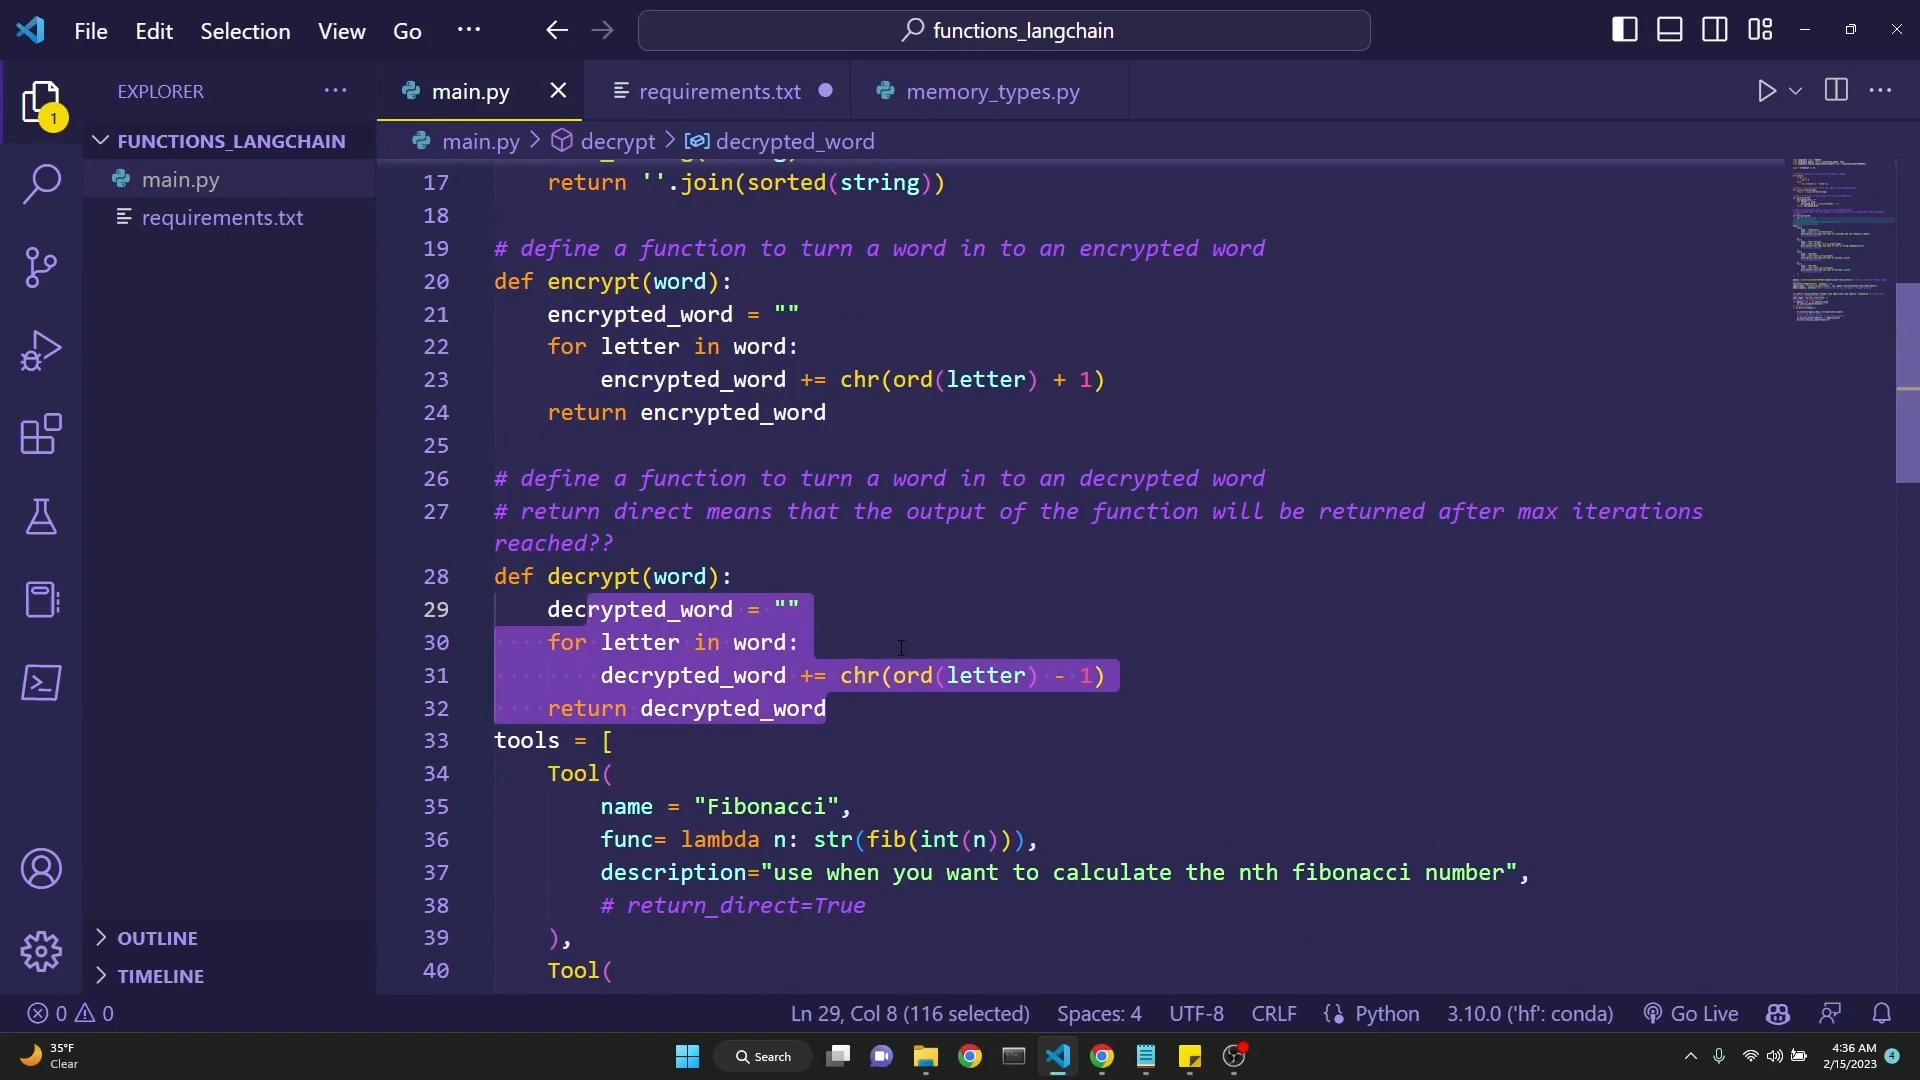 File Edit Selection View Go ··· functions_langchain
EXPLORER ···
1
FUNCTIONS_LANGCHAIN
main.py
requirements.txt
OUTLINE
TIMELINE
main.py requirements.txt memory_types.py
main.py > decrypt > decrypted_word
17 return ''.join(sorted(string))
18
19 # define a function to turn a word in to an encrypted word
20 def encrypt(word):
21 encrypted_word = ""
22 for letter in word:
23 encrypted_word += chr(ord(letter) + 1)
24 return encrypted_word
25
26 # define a function to turn a word in to an decrypted word
27 # return direct means that the output of the function will be returned after max iterations
reached??
28 def decrypt(word):
29 decrypted_word = ""
30 for letter in word:
31 decrypted_word += chr(ord(letter) - 1)
32 return decrypted_word
33 tools = [
34 Tool(
35 name = "Fibonacci",
36 func= lambda n: str(fib(int(n))),
37 description="use when you want to calculate the nth fibonacci number",
38 # return_direct=True
39 ),
40 Tool(
0 0 Ln 29, Col 8 (116 selected) Spaces: 4 UTF-8 CRLF Python 3.10.0 ('hf': conda) Go Live
35°F
Clear
Search
4:36 AM
2/15/2023
4